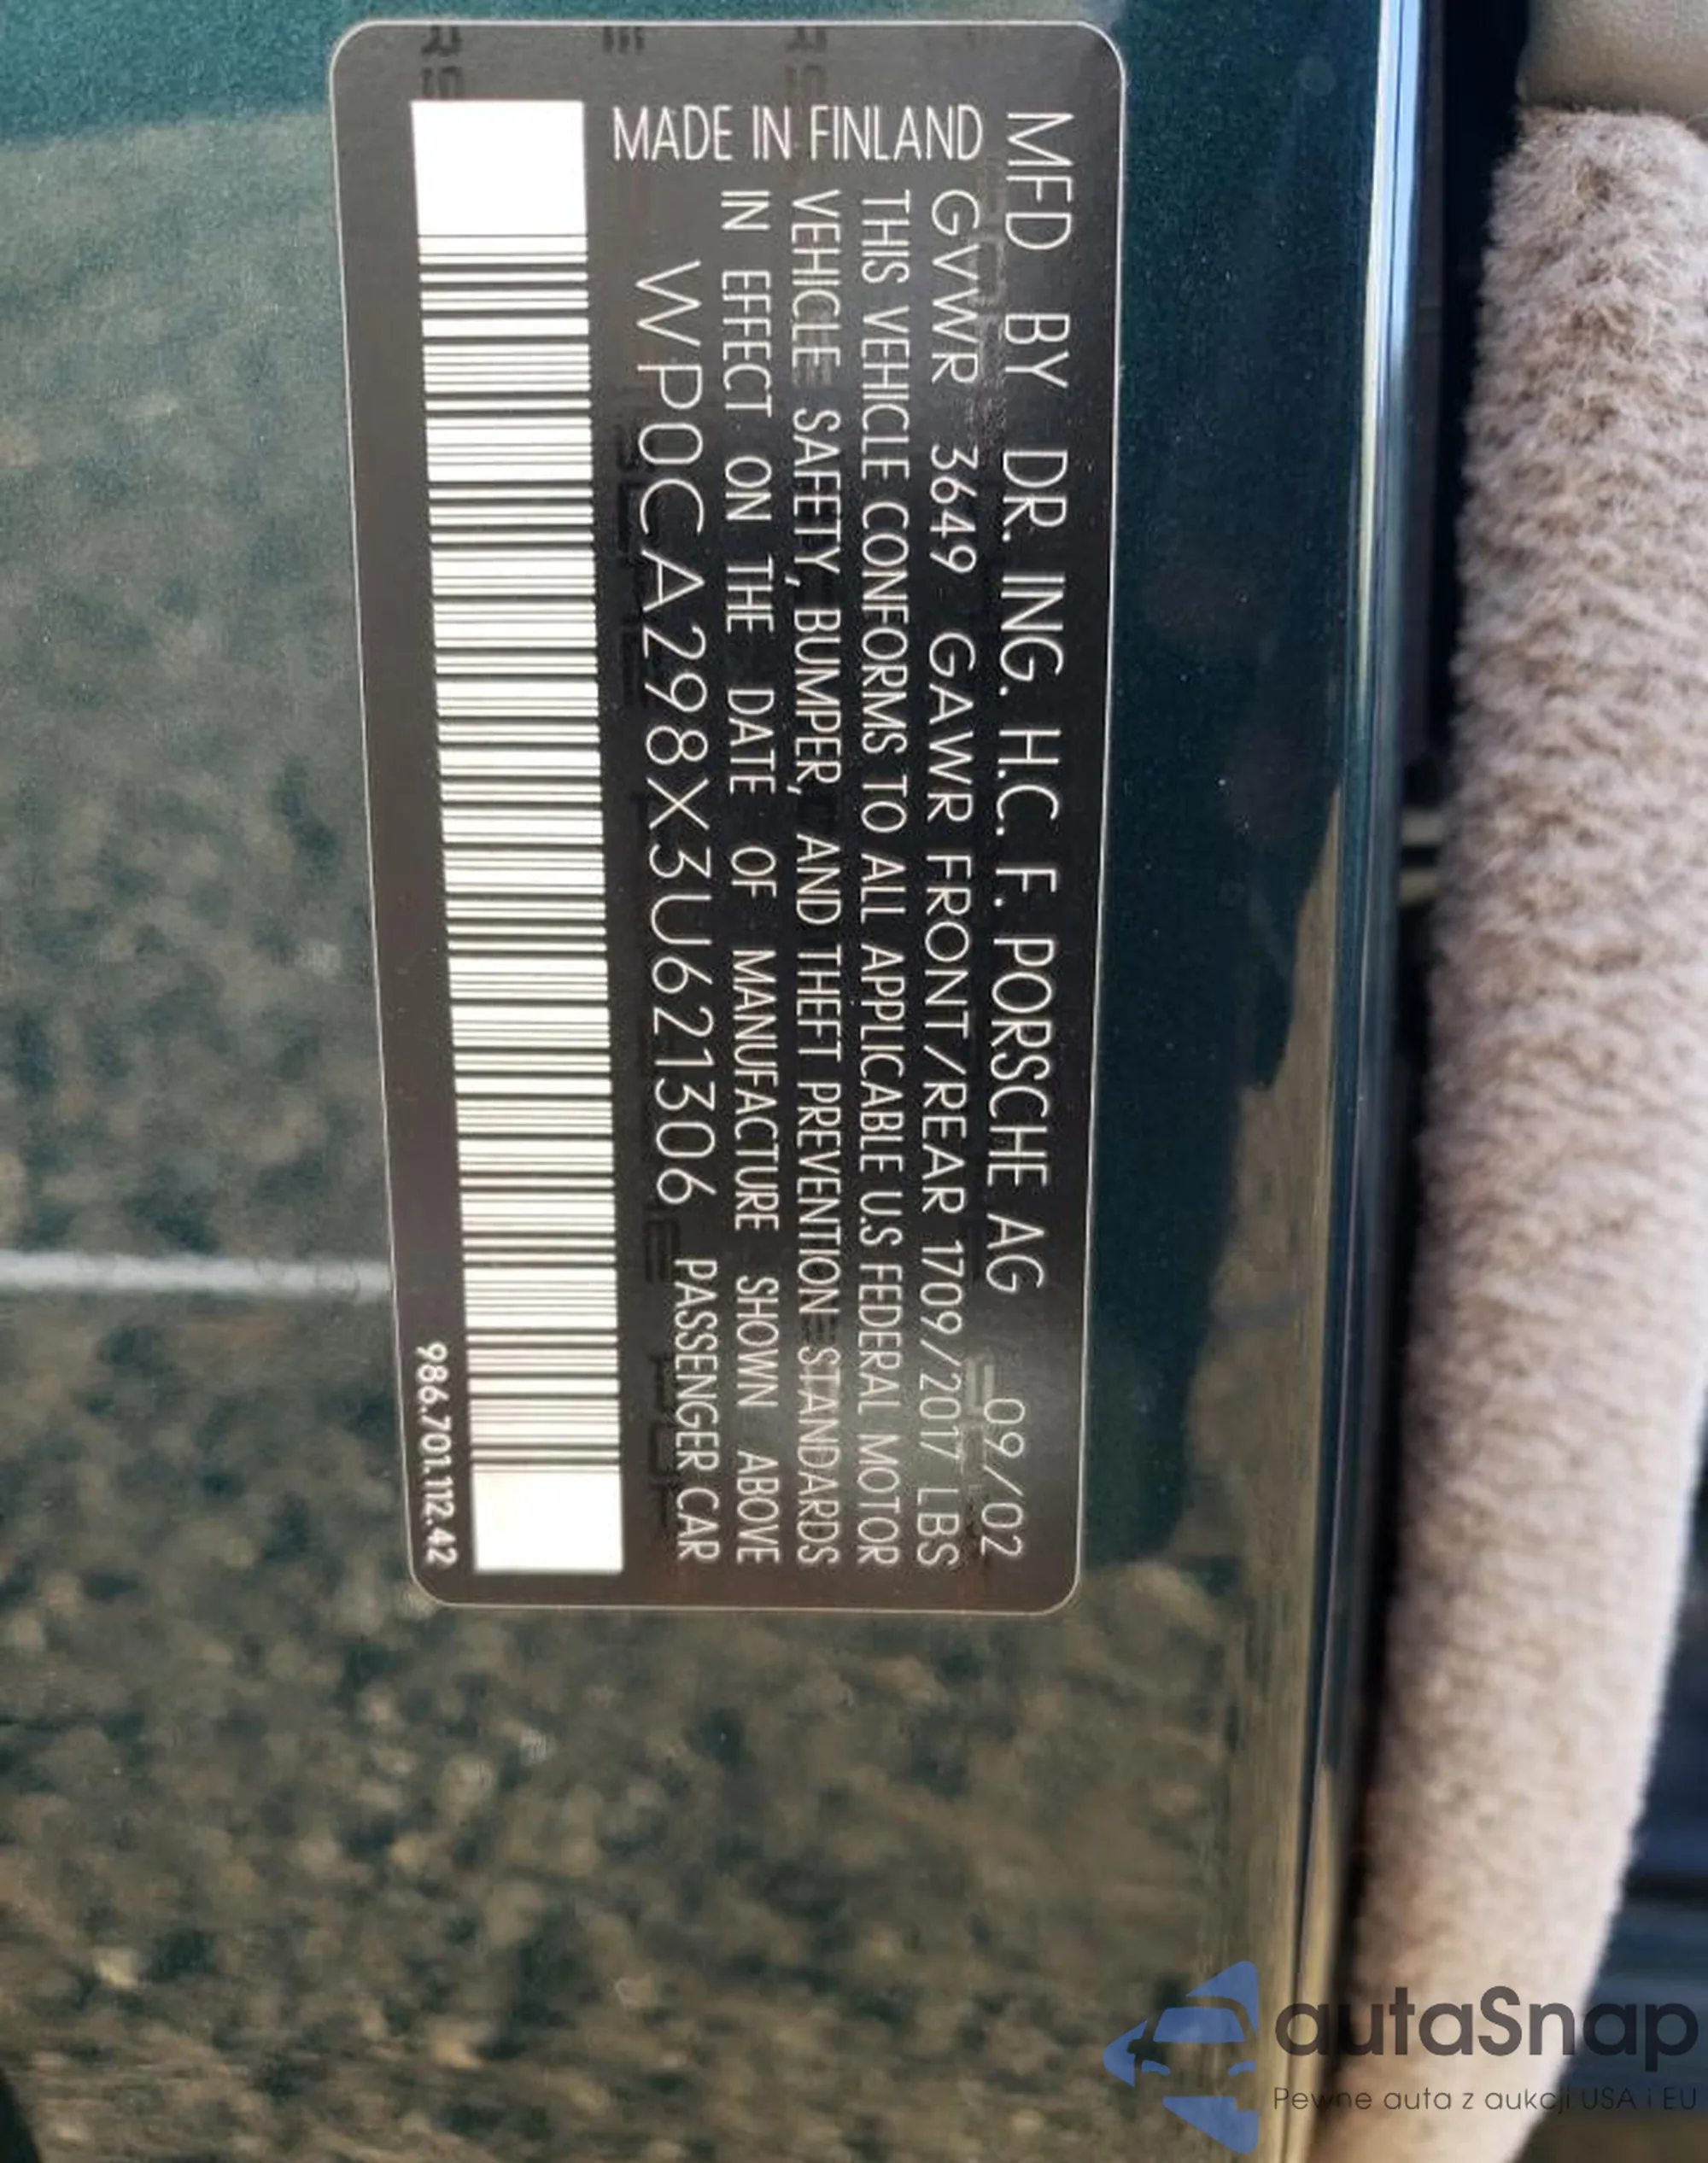 MFD BY DR. ING. H.C. F. PORSCHE AG 09/02
GVWR 3649 GAWR FRONT/REAR 1709/2017 LBS
THIS VEHICLE CONFORMS TO ALL APPLICABLE U.S FEDERAL MOTOR
VEHICLE SAFETY, BUMPER, AND THEFT PREVENTION STANDARDS
IN EFFECT ON THE DATE OF MANUFACTURE SHOWN ABOVE
MADE IN FINLAND
WP0CA298X3U621306 PASSENGER CAR
986.701.112.42
autaSnap
Pewne auta z aukcji USA i EU